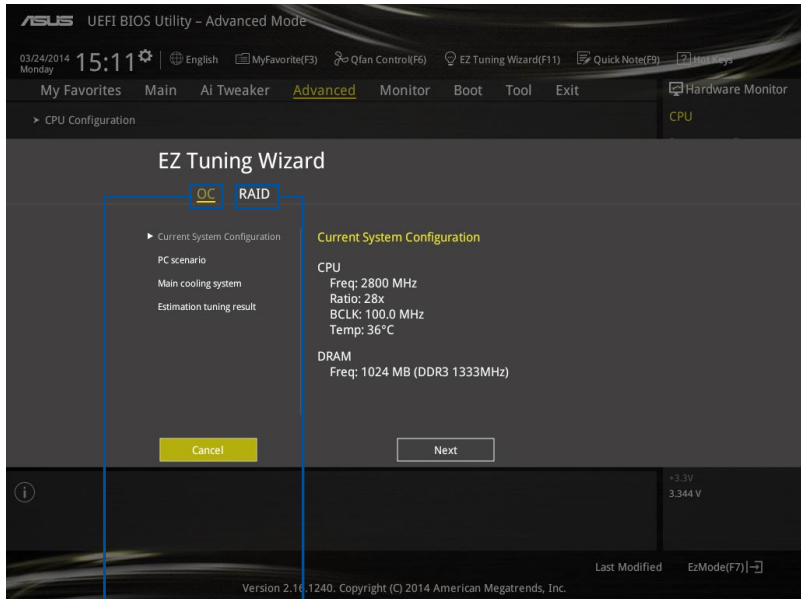 ASUS UEFI BIOS Utility – Advanced Mode
03/24/2014
Monday
15:11
English
MyFavorite(F3)
Qfan Control(F6)
EZ Tuning Wizard(F11)
Quick Note(F9)
? Hot Keys
My Favorites
Main
Ai Tweaker
Advanced
Monitor
Boot
Tool
Exit
Hardware Monitor
> CPU Configuration
CPU
EZ Tuning Wizard
OC
RAID
Current System Configuration
PC scenario
Main cooling system
Estimation tuning result
Current System Configuration
CPU
Freq: 2800 MHz
Ratio: 28x
BCLK: 100.0 MHz
Temp: 36°C
DRAM
Freq: 1024 MB (DDR3 1333MHz)
Cancel
Next
+3.3V
3.344 V
Last Modified
EzMode(F7)
Version 2.16.1240. Copyright (C) 2014 American Megatrends, Inc.